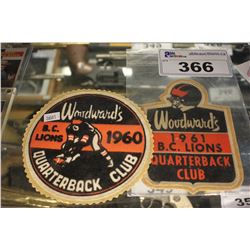 366
Woodward's
B.C.
LIONS
1960
QUARTERBACK CLUB
Woodward's
1961
B.C. LIONS
QUARTERBACK
CLUB